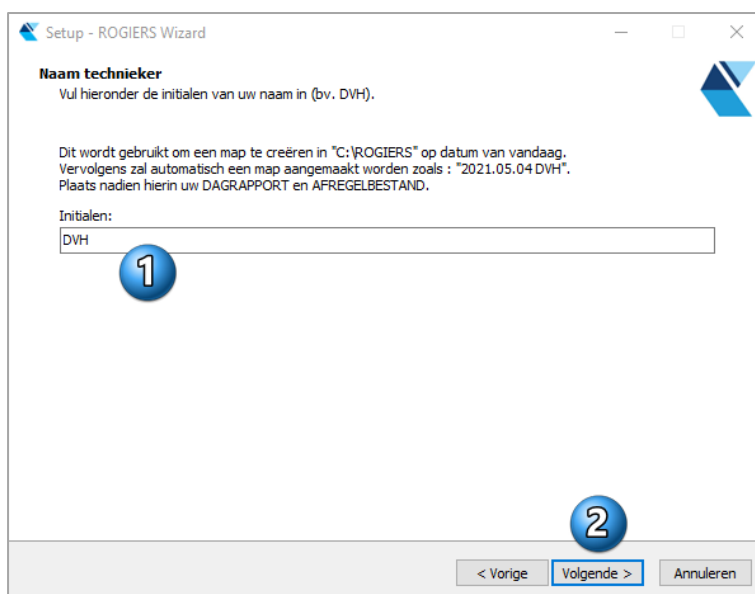 Setup - ROGIERS Wizard
Naam technieker
Vul hieronder de initialen van uw naam in (bv. DVH).
Dit wordt gebruikt om een map te creëren in "C:\ROGIERS" op datum van vandaag.
Vervolgens zal automatisch een map aangemaakt worden zoals : "2021.05.04 DVH".
Plaats nadien hierin uw DAGRAPPORT en AFREGELBESTAND.
Initialen:
DVH
1
2
< Vorige Volgende > Annuleren